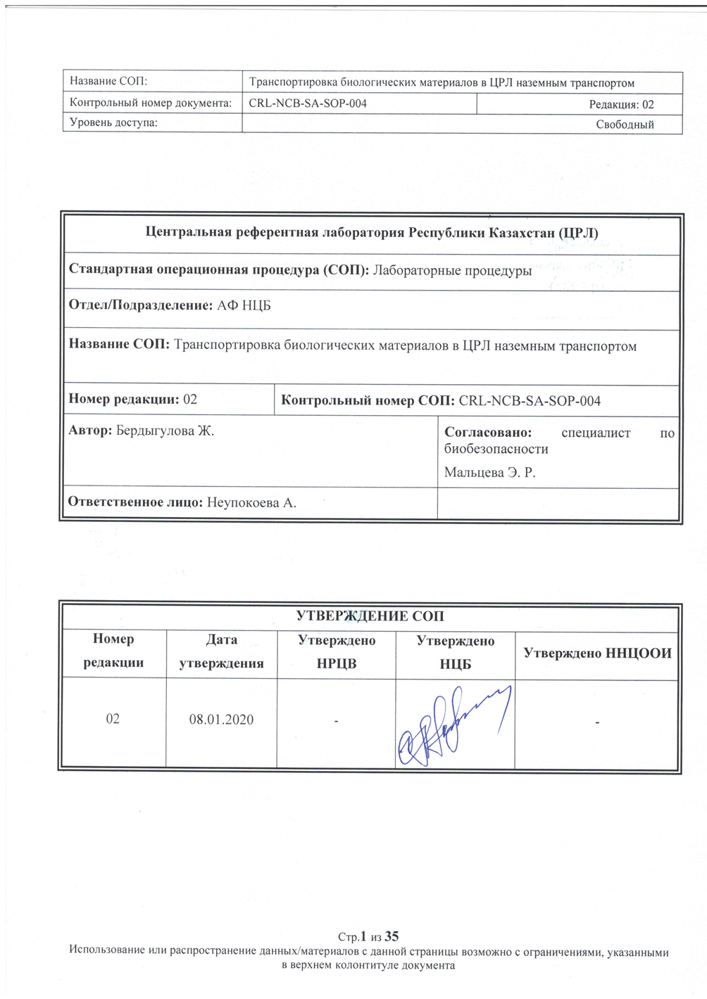 Название СОП: Транспортировка биологических материалов в ЦРЛ наземным транспортом
Контрольный номер документа: CRL-NCB-SA-SOP-004 Редакция: 02
Уровень доступа: Свободный
Центральная референтная лаборатория Республики Казахстан (ЦРЛ)
Стандартная операционная процедура (СОП): Лабораторные процедуры
Отдел/Подразделение: АФ НЦБ
Название СОП: Транспортировка биологических материалов в ЦРЛ наземным транспортом
Номер редакции: 02 Контрольный номер СОП: CRL-NCB-SA-SOP-004
Автор: Бердыгулова Ж.
Согласовано: специалист по
биобезопасности
Мальцева Э. Р.
Ответственное лицо: Неупокоева А.
УТВЕРЖДЕНИЕ СОП
Номер
редакции
Дата
утверждения
Утверждено
НРЦВ
Утверждено
НЦБ
Утверждено ННЦООИ
02 08.01.2020 - -
Стр.1 из 35
Использование или распространение данных/материалов с данной страницы возможно с ограничениями, указанными
в верхнем колонтитуле документа